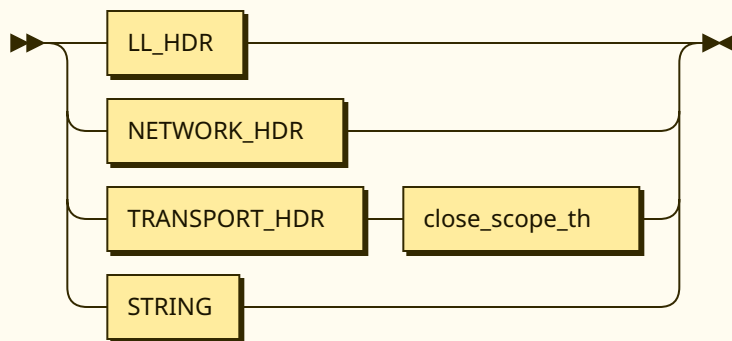 LL_HDR
NETWORK_HDR
TRANSPORT_HDR close_scope_th
STRING